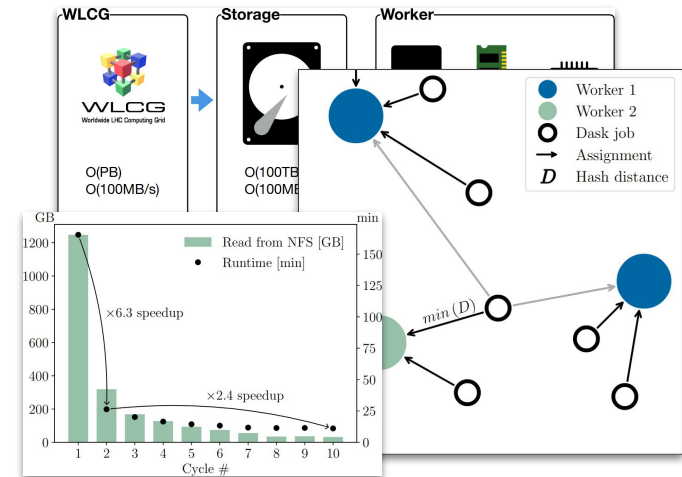 WLCG
Storage
Worker
WLCG
Worldwide LHC Computing Grid
O(PB)
O(100MB/s)
O(100TB
Worker 1
Worker 2
Dask job
Assignment
D Hash distance
min (D)
GB
min
1200
1000
800
600
400
200
0
150
125
100
75
50
25
0
Read from NFS [GB]
Runtime [min]
×6.3 speedup
×2.4 speedup
1 2 3 4 5 6 7 8 9 10
Cycle #